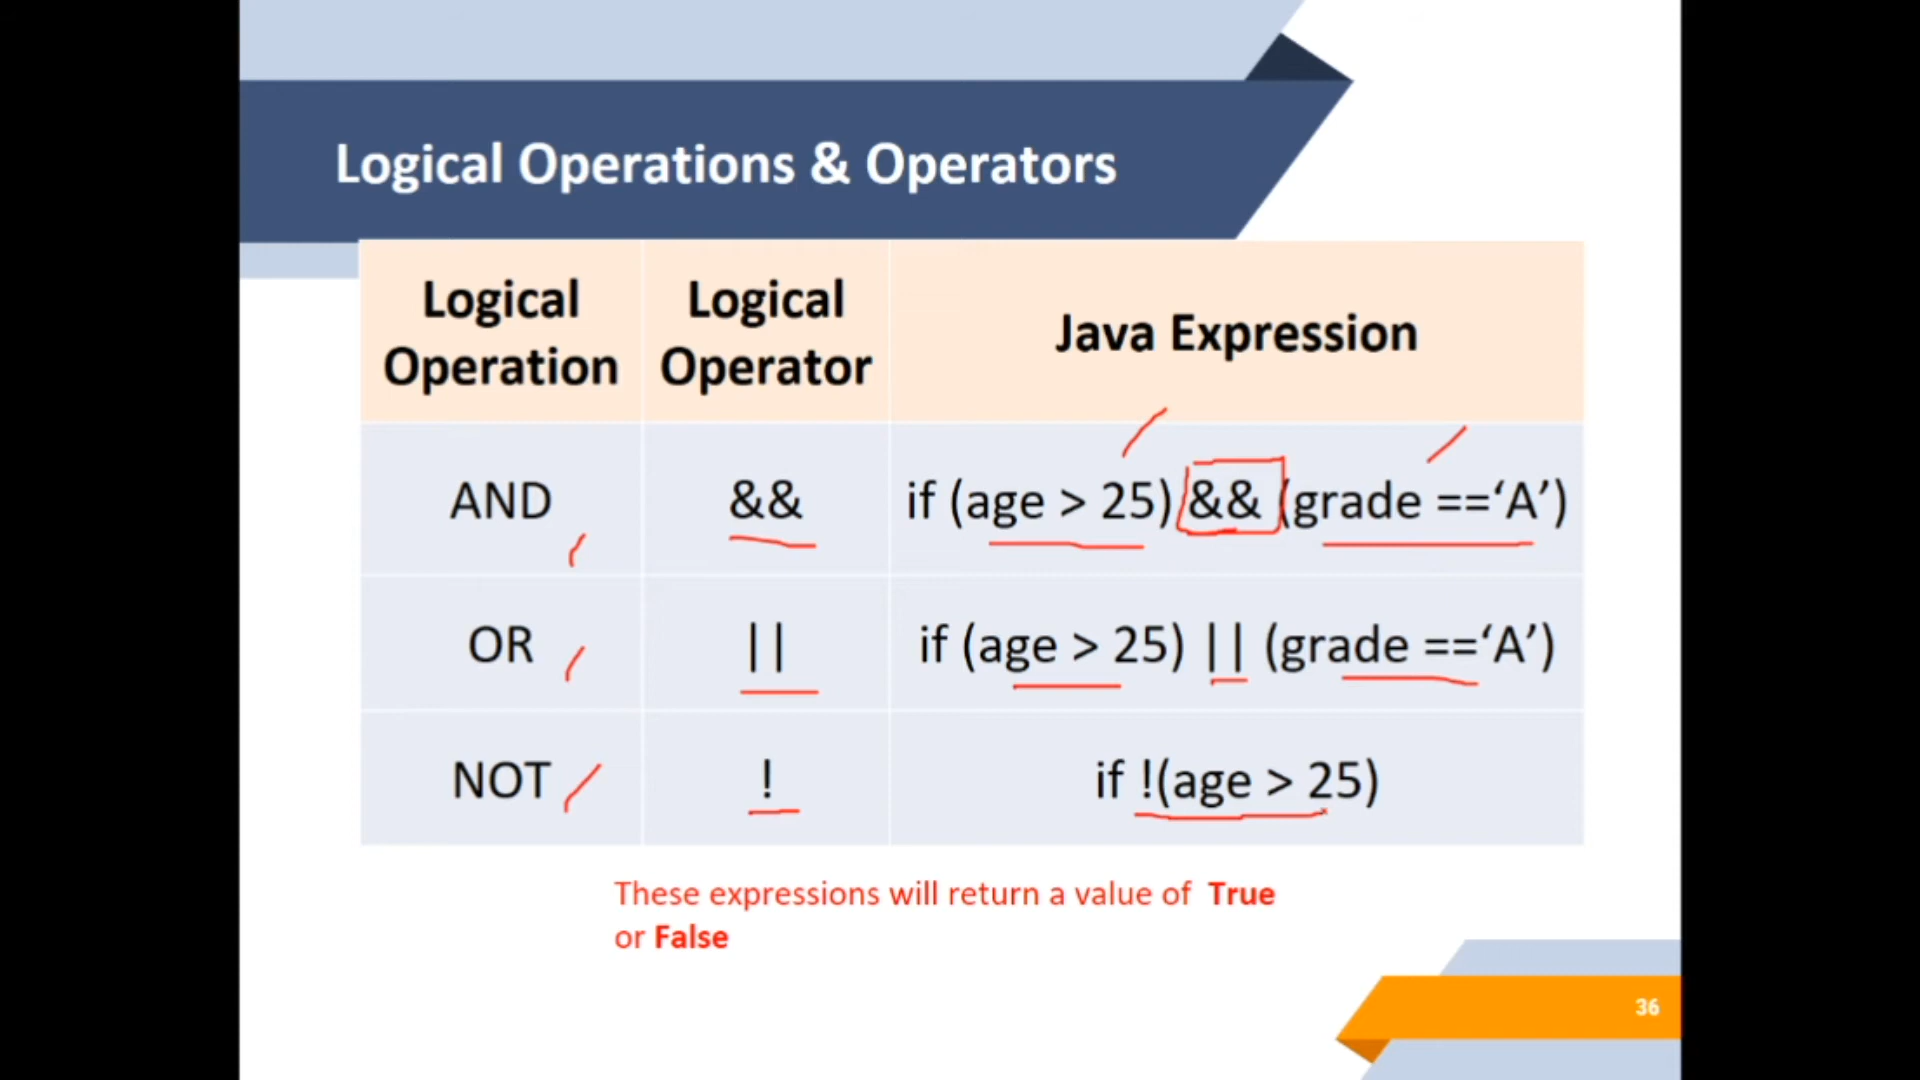 Logical Operations & Operators
Logical Operation
Logical Operator
Java Expression
AND
&&
if (age > 25) && (grade ==‘A’)
OR
||
if (age > 25) || (grade ==‘A’)
NOT
!
if !(age > 25)
These expressions will return a value of True
or False
36